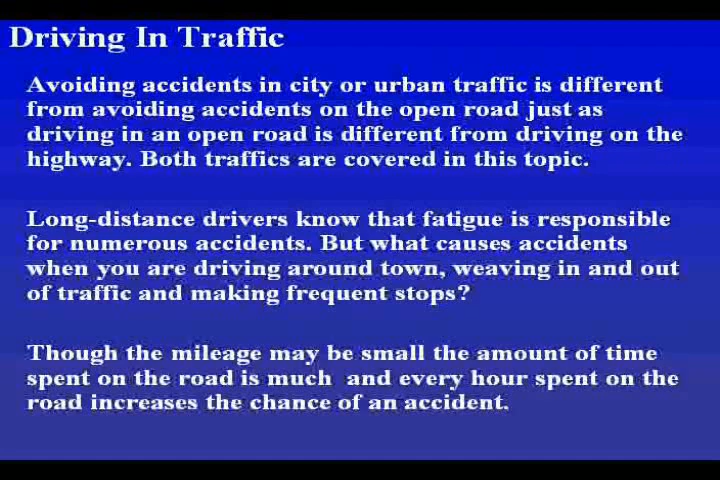 Driving In Traffic
Avoiding accidents in city or urban traffic is different
from avoiding accidents on the open road just as
driving in an open road is different from driving on the
highway. Both traffics are covered in this topic.
Long-distance drivers know that fatigue is responsible
for numerous accidents. But what causes accidents
when you are driving around town, weaving in and out
of traffic and making frequent stops?
Though the mileage may be small the amount of time
spent on the road is much and every hour spent on the
road increases the chance of an accident.